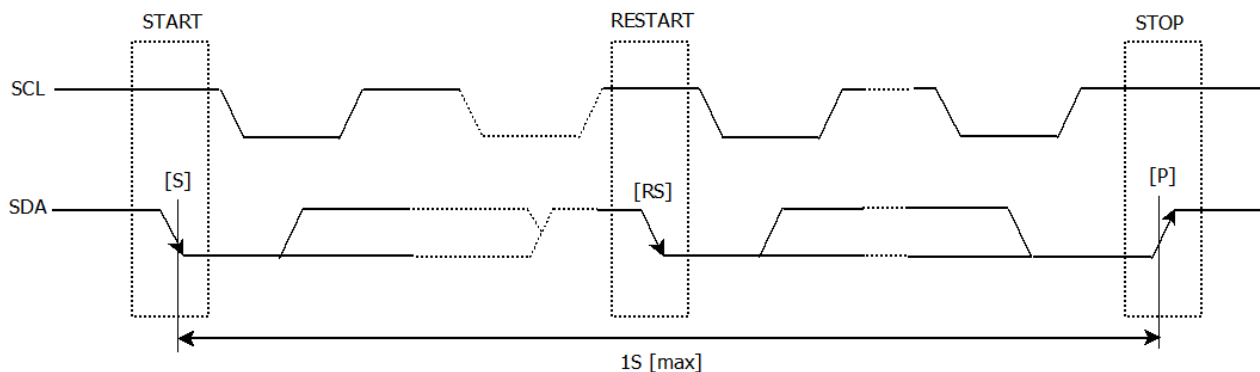 START
RESTART
STOP
SCL
[S]
[RS]
[P]
SDA
1S [max]